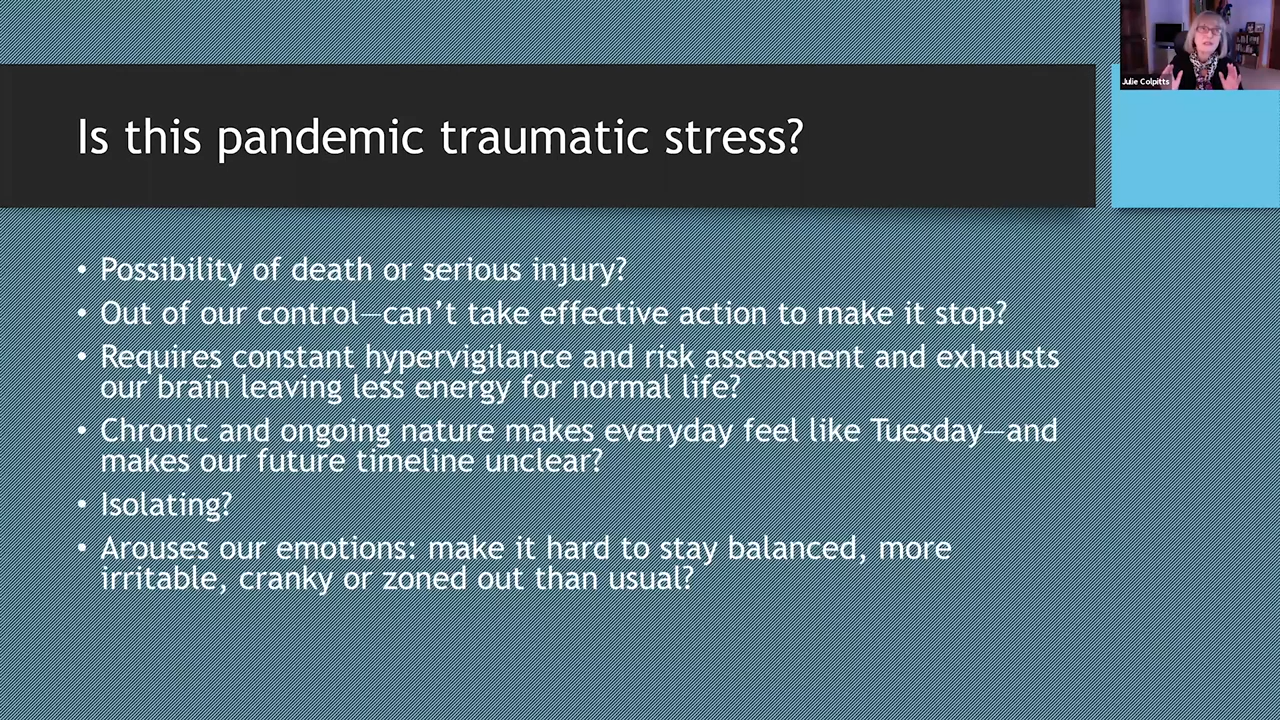 Julie Colpitts
Is this pandemic traumatic stress?
• Possibility of death or serious injury?
• Out of our control—can't take effective action to make it stop?
• Requires constant hypervigilance and risk assessment and exhausts
our brain leaving less energy for normal life?
• Chronic and ongoing nature makes everyday feel like Tuesday—and
makes our future timeline unclear?
• Isolating?
• Arouses our emotions: make it hard to stay balanced, more
irritable, cranky or zoned out than usual?